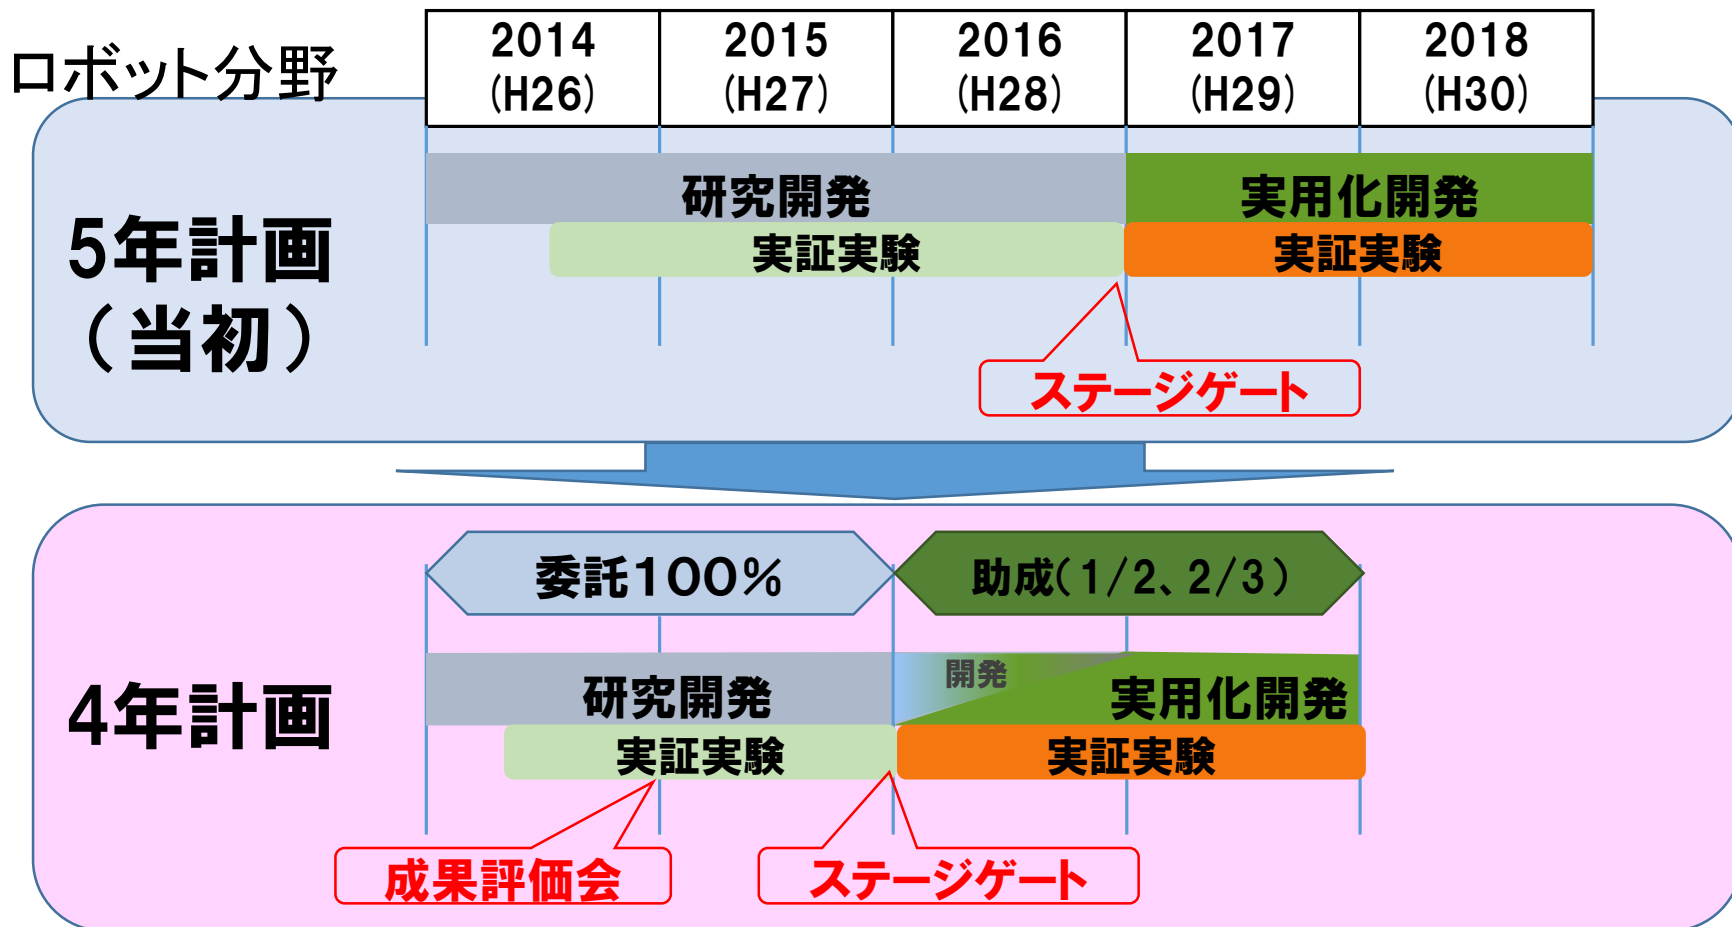 ロボット分野
2014 2015 2016 2017 2018
(H26) (H27) (H28) (H29) (H30)
5年計画
(当初)
研究開発 実用化開発
実証実験 実証実験
ステージゲート
委託100% 助成(1/2、2/3)
4年計画
開発
研究開発 実用化開発
実証実験 実証実験
成果評価会 ステージゲート